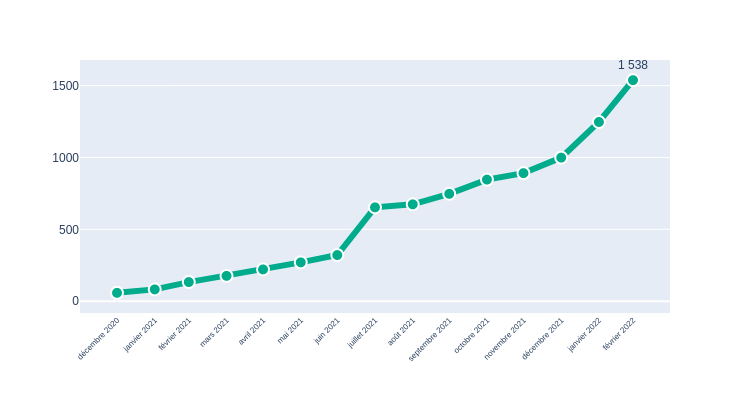 1 538
1500
1000
500
0
décembre 2020
janvier 2021
février 2021
mars 2021
avril 2021
mai 2021
juin 2021
juillet 2021
août 2021
septembre 2021
octobre 2021
novembre 2021
décembre 2021
janvier 2022
février 2022